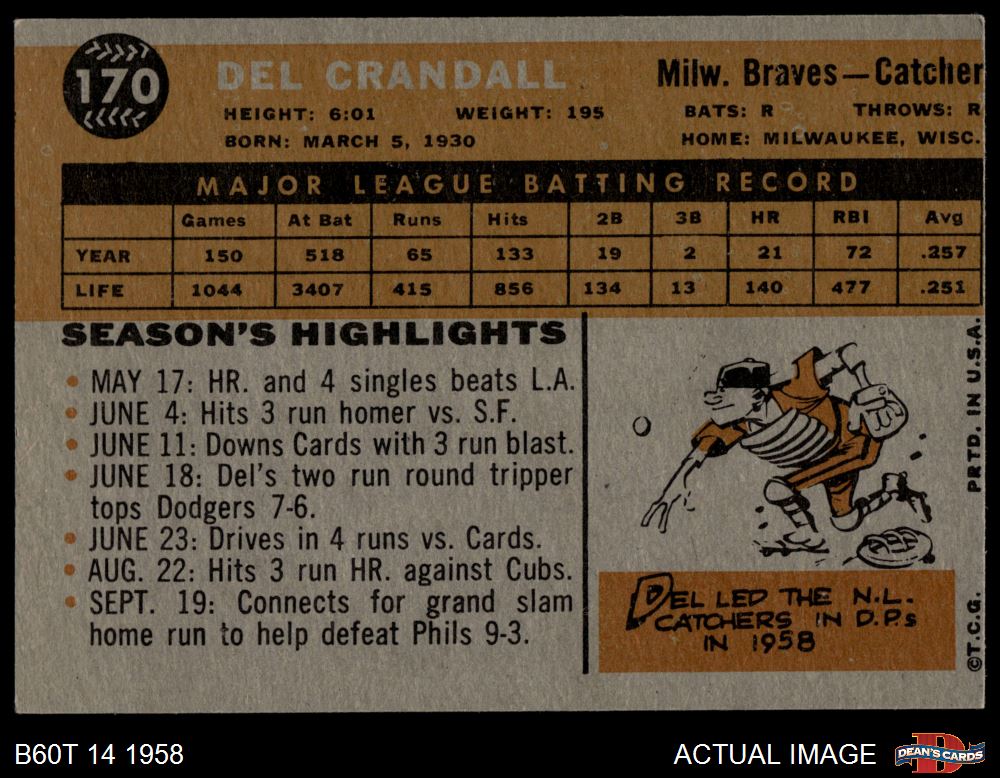 170
DEL CRANDALL
Milw. Braves—Catcher
HEIGHT: 6:01 WEIGHT: 195 BATS: R THROWS: R
BORN: MARCH 5, 1930 HOME: MILWAUKEE, WISC.
MAJOR LEAGUE BATTING RECORD
Games At Bat Runs Hits 2B 3B HR RBI Avg
YEAR 150 518 65 133 19 2 21 72 .257
LIFE 1044 3407 415 856 134 13 140 477 .251
SEASON'S HIGHLIGHTS
• MAY 17: HR. and 4 singles beats L.A.
• JUNE 4: Hits 3 run homer vs. S.F.
• JUNE 11: Downs Cards with 3 run blast.
• JUNE 18: Del's two run round tripper
tops Dodgers 7-6.
• JUNE 23: Drives in 4 runs vs. Cards.
• AUG. 22: Hits 3 run HR. against Cubs.
• SEPT. 19: Connects for grand slam
home run to help defeat Phils 9-3.
DEL LED THE N.L.
CATCHERS IN D.P.s
IN 1958
PRTD. IN U.S.A.
©T.C.G.
B60T 14 1958
ACTUAL IMAGE
DEAN'S CARDS